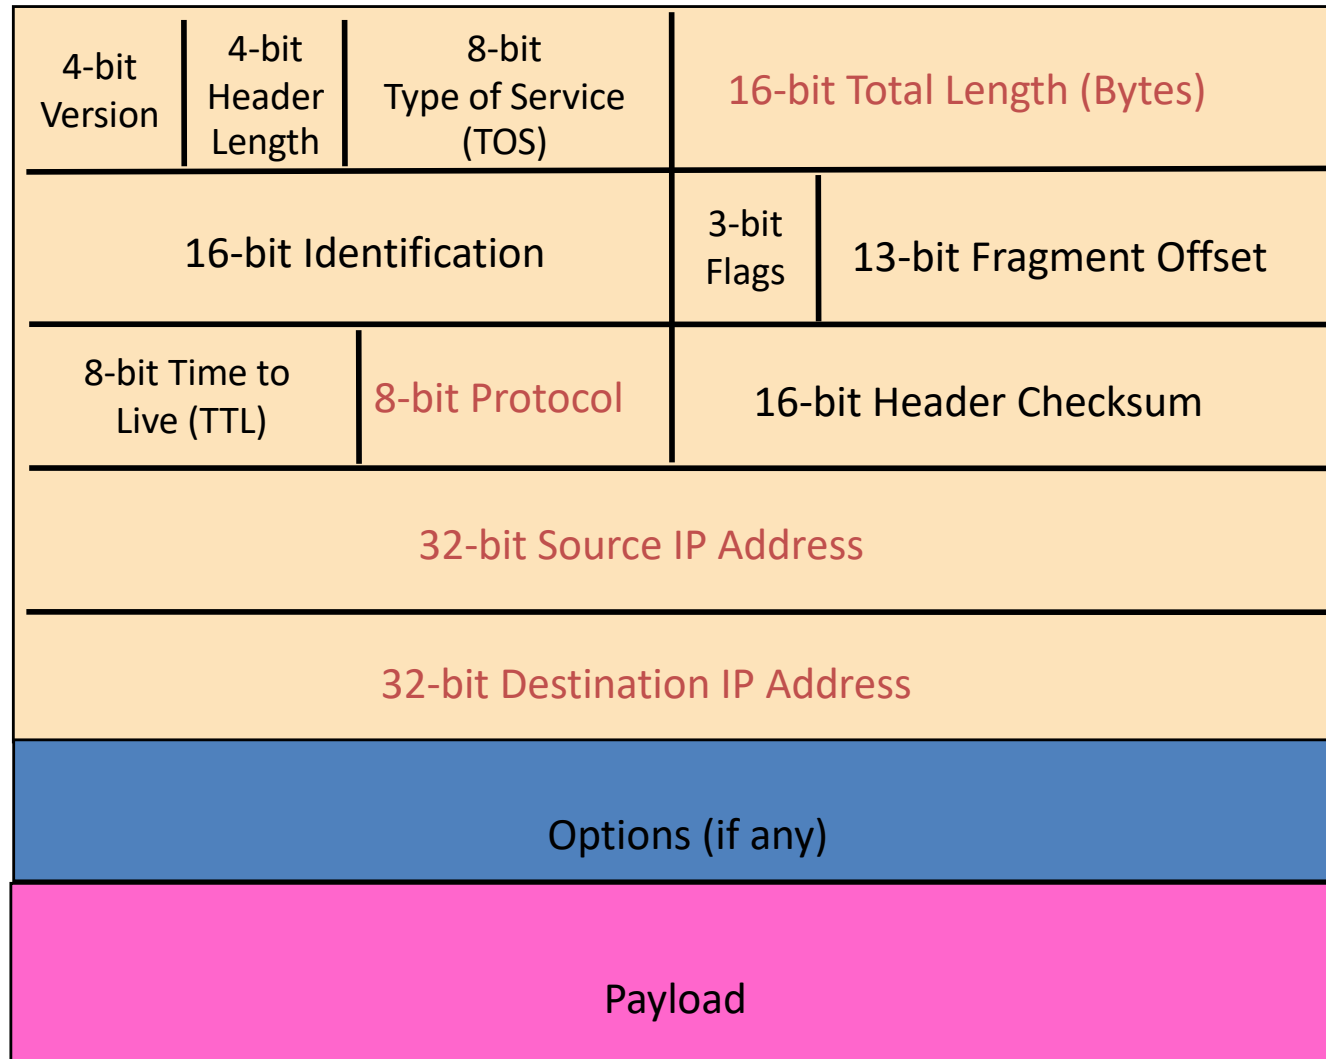 4-bit
Version
4-bit
Header
Length
8-bit
Type of Service
(TOS)
16-bit Total Length (Bytes)
16-bit Identification
3-bit
Flags
13-bit Fragment Offset
8-bit Time to
Live (TTL)
8-bit Protocol
16-bit Header Checksum
32-bit Source IP Address
32-bit Destination IP Address
Options (if any)
Payload